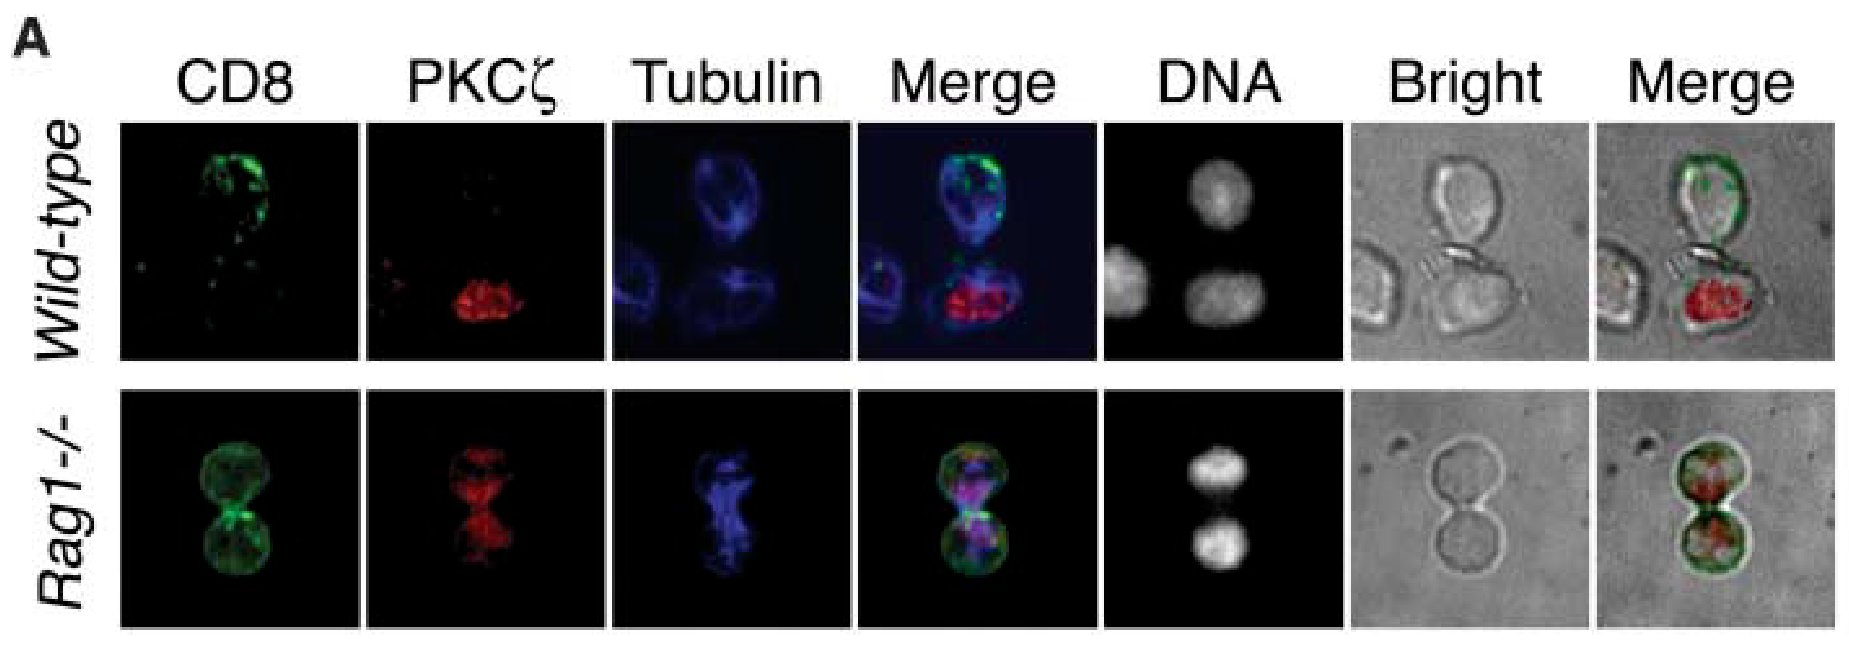 A
CD8 PKCζ Tubulin Merge DNA Bright Merge
Wild-type
Rag1-/-